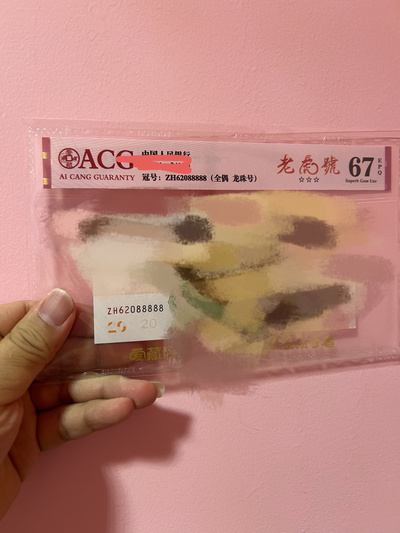 ACG 中国人民银行
AI CANG GUARANTY 冠号：ZH62088888（全偶 龙珠号）
老虎號
☆☆☆
67 EPQ
Superb Gem Unc
ZH62088888
20